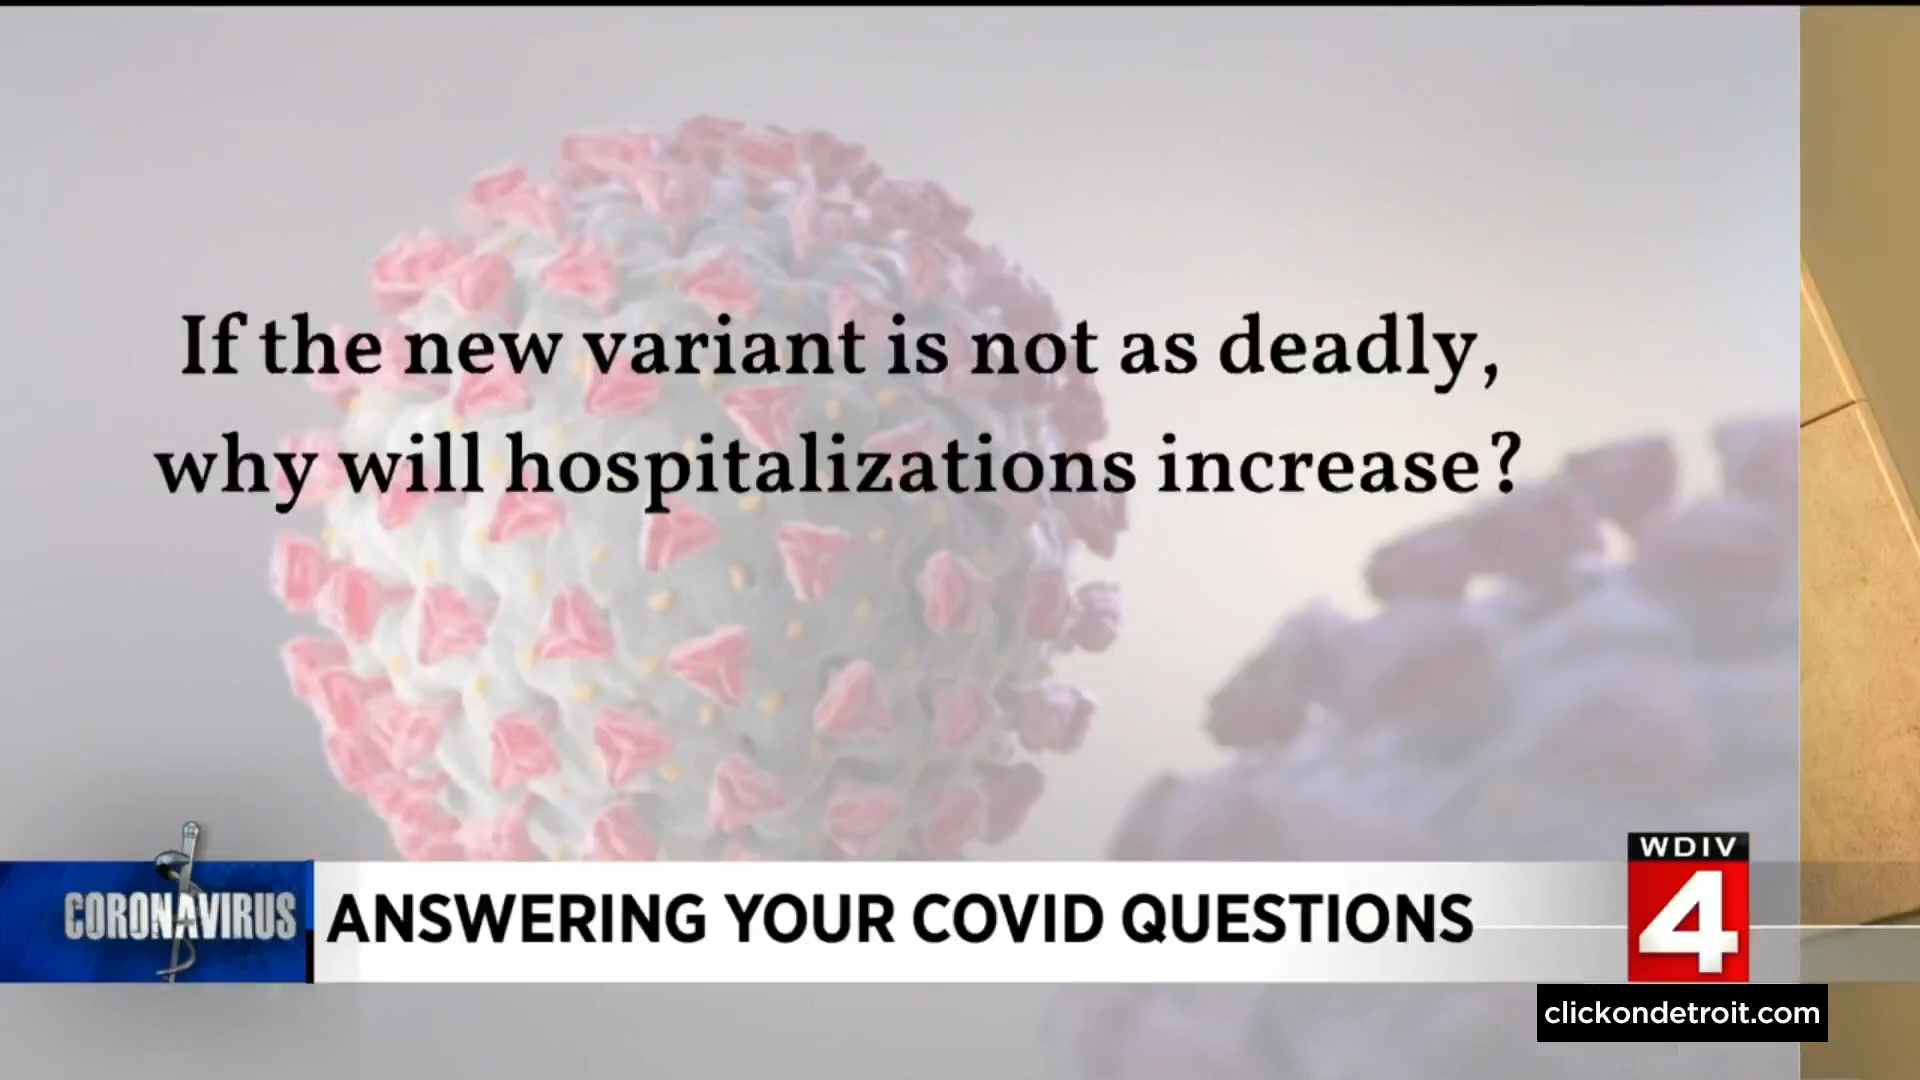 If the new variant is not as deadly,
why will hospitalizations increase?
CORONAVIRUS
ANSWERING YOUR COVID QUESTIONS
WDIV
4
clickondetroit.com